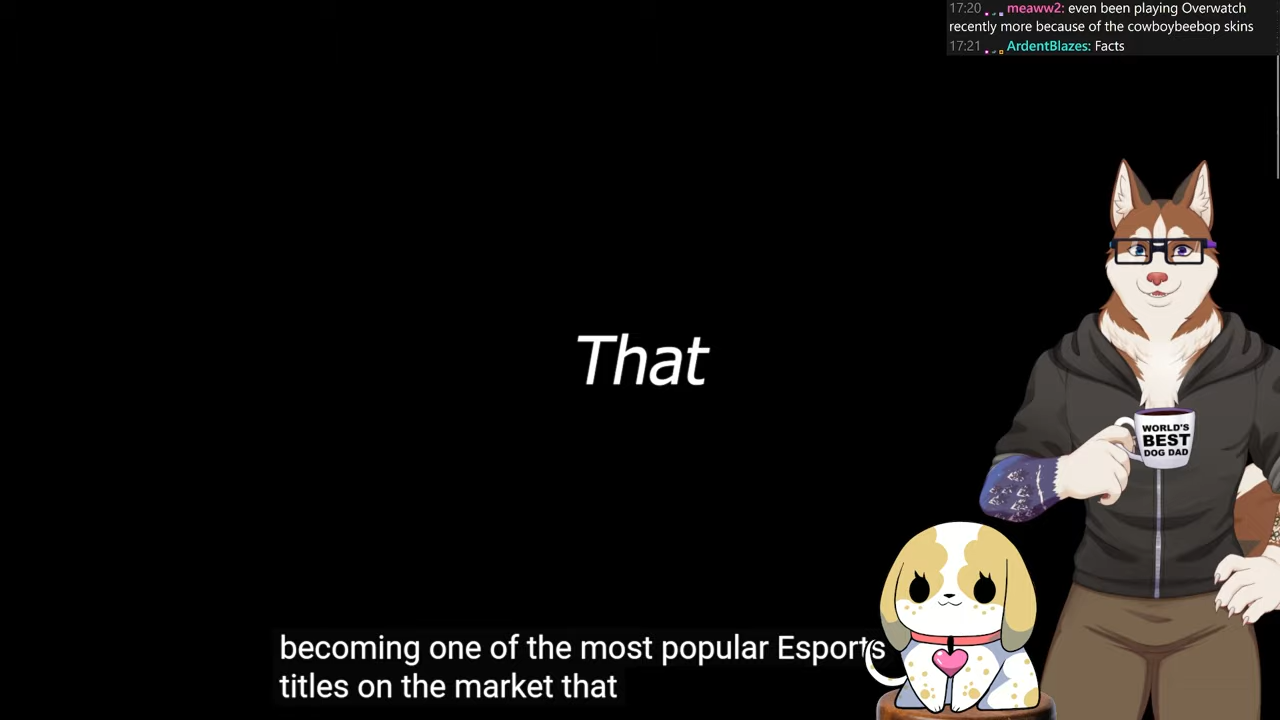 17:20 meaww2: even been playing Overwatch
recently more because of the cowboybeebop skins
17:21 ArdentBlazes: Facts
That
WORLD'S
BEST
DOG DAD
becoming one of the most popular Esports
titles on the market that